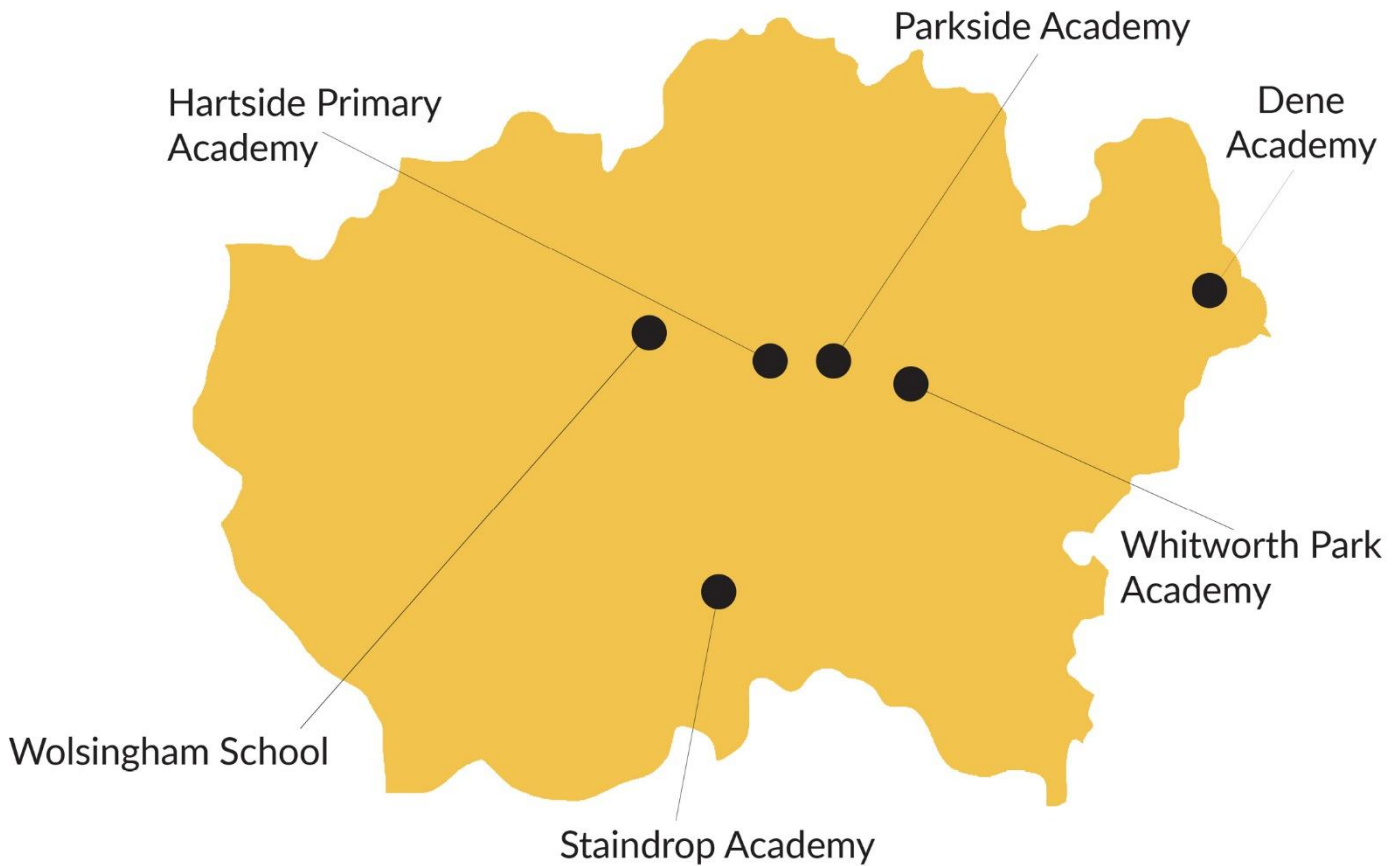 Parkside Academy
Hartside Primary
Academy
Dene
Academy
Whitworth Park
Academy
Wolsingham School
Staindrop Academy